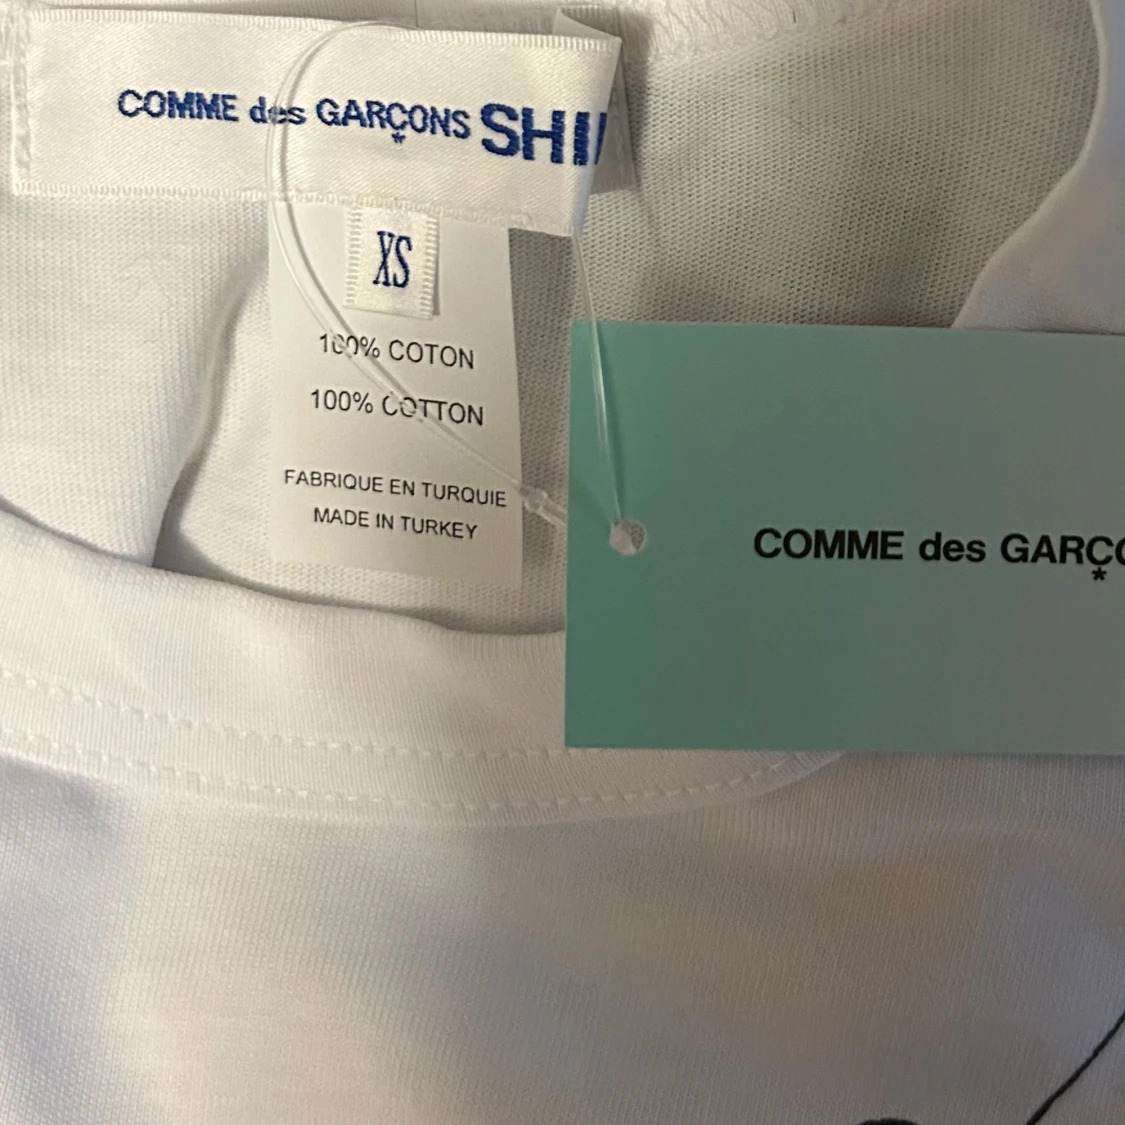 COMME des GARÇONS SHI
XS
100% COTON
100% COTTON
FABRIQUE EN TURQUIE
MADE IN TURKEY
COMME des GARÇO
*